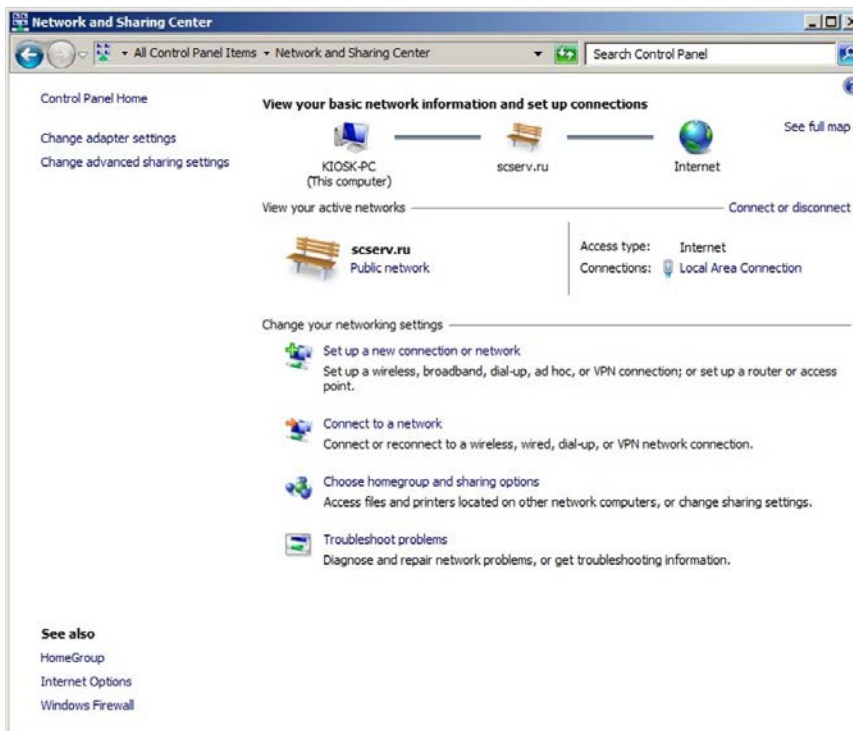 Network and Sharing Center
All Control Panel Items Network and Sharing Center Search Control Panel
Control Panel Home
Change adapter settings
Change advanced sharing settings
View your basic network information and set up connections
See full map
KIOSK-PC
(This computer)
scserv.ru
Internet
View your active networks
Connect or disconnect
scserv.ru
Public network
Access type: Internet
Connections: Local Area Connection
Change your networking settings
Set up a new connection or network
Set up a wireless, broadband, dial-up, ad hoc, or VPN connection; or set up a router or access
point.
Connect to a network
Connect or reconnect to a wireless, wired, dial-up, or VPN network connection.
Choose homegroup and sharing options
Access files and printers located on other network computers, or change sharing settings.
Troubleshoot problems
Diagnose and repair network problems, or get troubleshooting information.
See also
HomeGroup
Internet Options
Windows Firewall